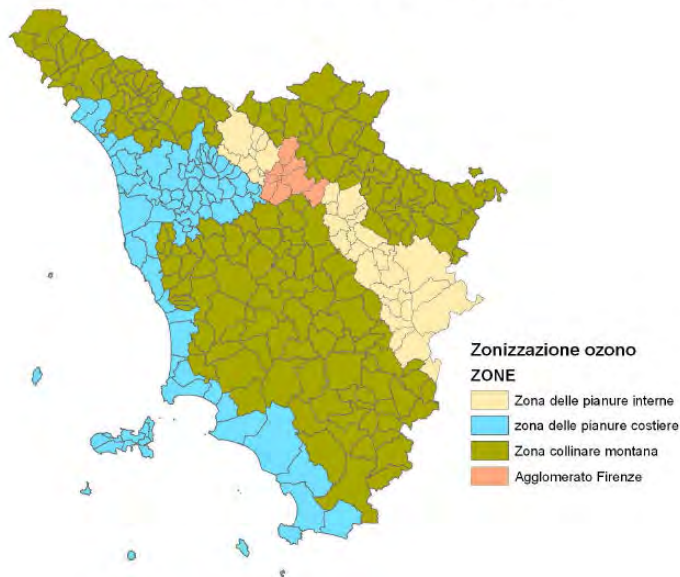 Zonizzazione ozono
ZONE
Zona delle pianure interne
zona delle pianure costiere
Zona collinare montana
Agglomerato Firenze